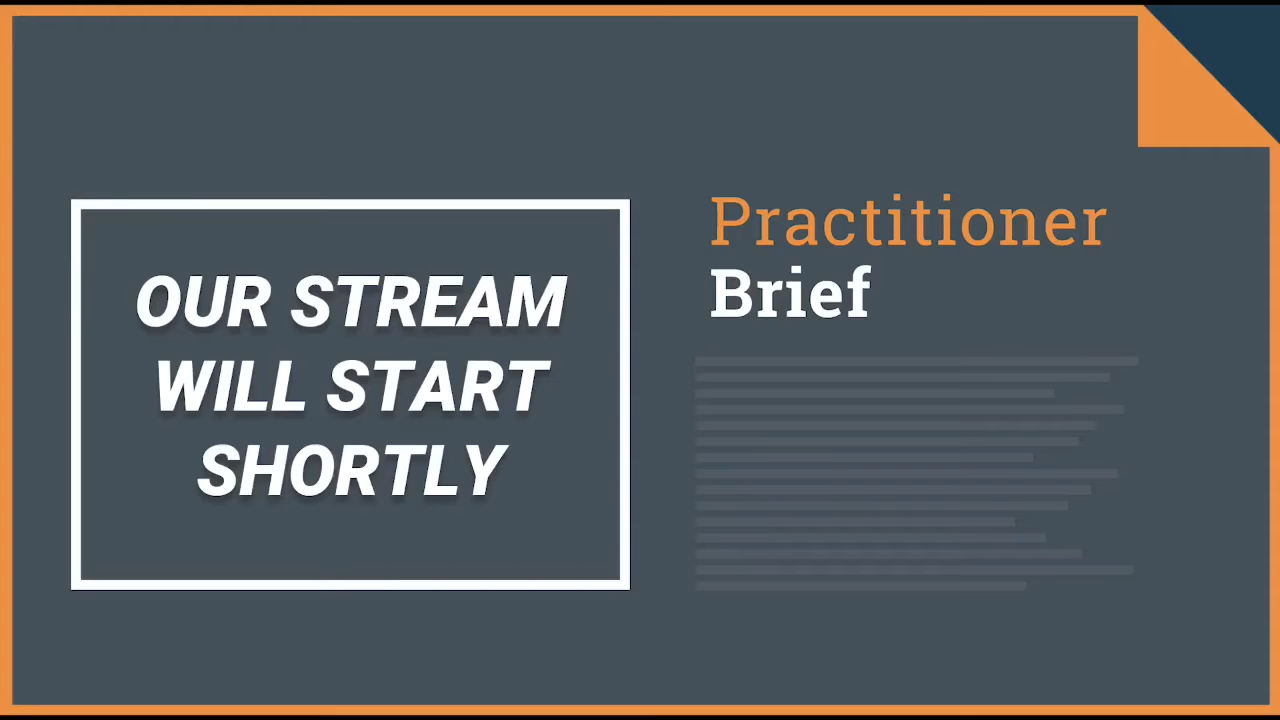 OUR STREAM
WILL START
SHORTLY
Practitioner
Brief